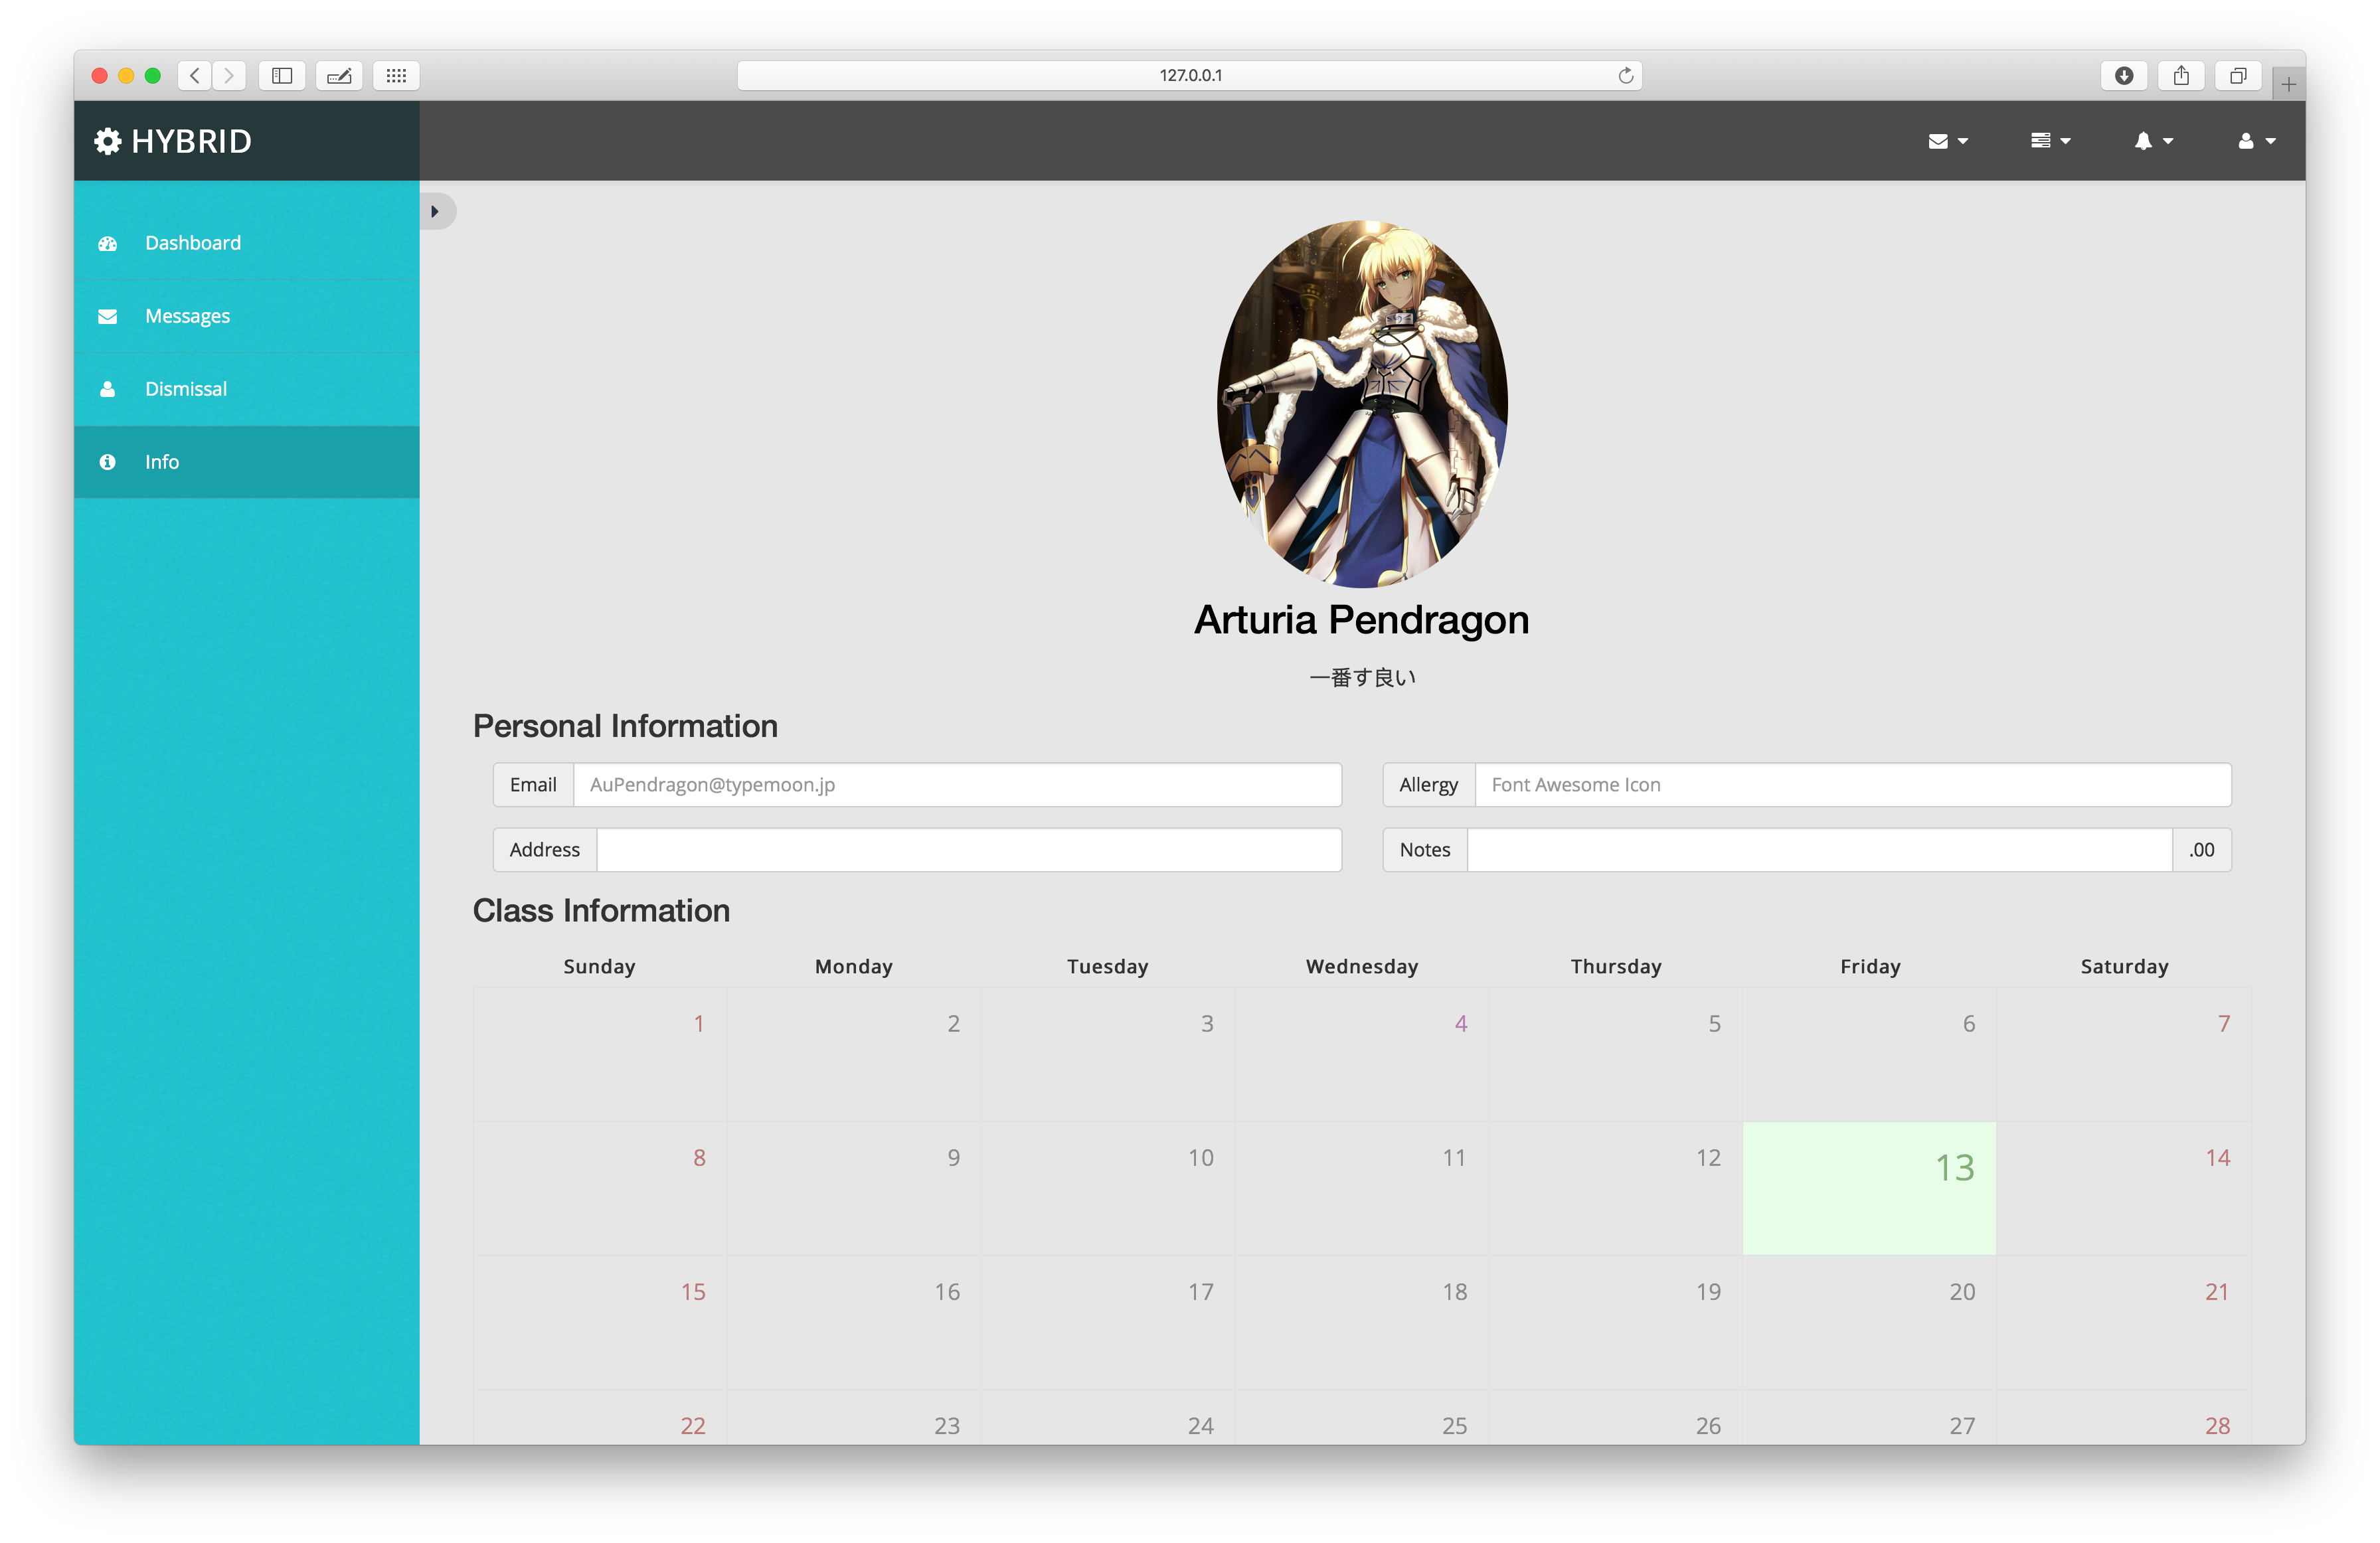 127.0.0.1
HYBRID
Dashboard
Messages
Dismissal
Info
Arturia Pendragon
一番す良い
Personal Information
Email AuPendragon@typemoon.jp Allergy Font Awesome Icon
Address Notes .00
Class Information
Sunday Monday Tuesday Wednesday Thursday Friday Saturday
1 2 3 4 5 6 7
8 9 10 11 12 13 14
15 16 17 18 19 20 21
22 23 24 25 26 27 28